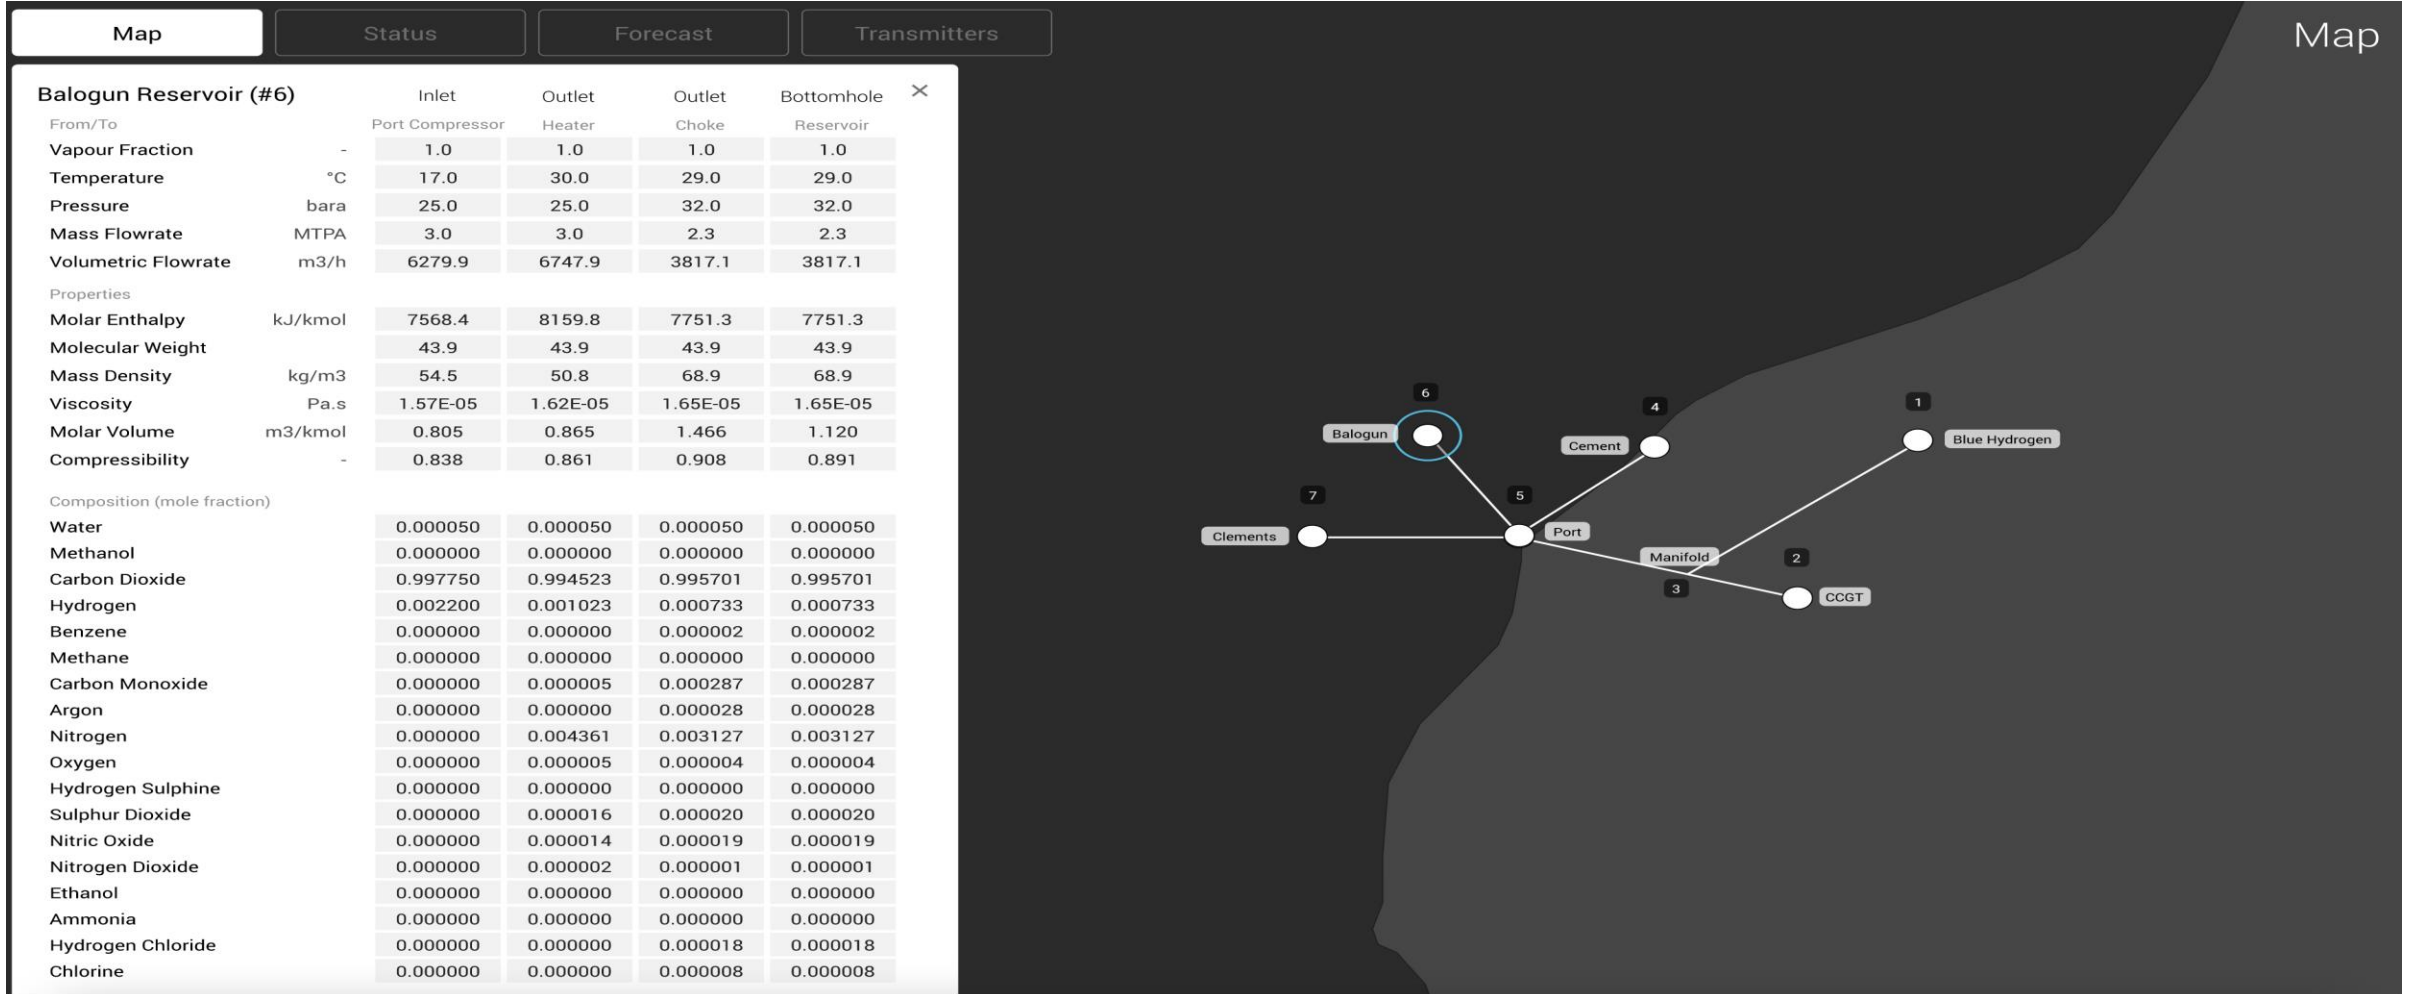 Map Status Forecast Transmitters
Map
Balogun Reservoir (#6) Inlet Outlet Outlet Bottomhole ×
From/To Port Compressor Heater Choke Reservoir
Vapour Fraction - 1.0 1.0 1.0 1.0
Temperature °C 17.0 30.0 29.0 29.0
Pressure bara 25.0 25.0 32.0 32.0
Mass Flowrate MTPA 3.0 3.0 2.3 2.3
Volumetric Flowrate m3/h 6279.9 6747.9 3817.1 3817.1
Properties
Molar Enthalpy kJ/kmol 7568.4 8159.8 7751.3 7751.3
Molecular Weight 43.9 43.9 43.9 43.9
Mass Density kg/m3 54.5 50.8 68.9 68.9
Viscosity Pa.s 1.57E-05 1.62E-05 1.65E-05 1.65E-05
Molar Volume m3/kmol 0.805 0.865 1.466 1.120
Compressibility - 0.838 0.861 0.908 0.891
Composition (mole fraction)
Water 0.000050 0.000050 0.000050 0.000050
Methanol 0.000000 0.000000 0.000000 0.000000
Carbon Dioxide 0.997750 0.994523 0.995701 0.995701
Hydrogen 0.002200 0.001023 0.000733 0.000733
Benzene 0.000000 0.000000 0.000002 0.000002
Methane 0.000000 0.000000 0.000000 0.000000
Carbon Monoxide 0.000000 0.000005 0.000287 0.000287
Argon 0.000000 0.000000 0.000028 0.000028
Nitrogen 0.000000 0.004361 0.003127 0.003127
Oxygen 0.000000 0.000005 0.000004 0.000004
Hydrogen Sulphine 0.000000 0.000000 0.000000 0.000000
Sulphur Dioxide 0.000000 0.000016 0.000020 0.000020
Nitric Oxide 0.000000 0.000014 0.000019 0.000019
Nitrogen Dioxide 0.000000 0.000002 0.000001 0.000001
Ethanol 0.000000 0.000000 0.000000 0.000000
Ammonia 0.000000 0.000000 0.000000 0.000000
Hydrogen Chloride 0.000000 0.000000 0.000018 0.000018
Chlorine 0.000000 0.000000 0.000008 0.000008
6
Balogun
4
Cement
1
Blue Hydrogen
7
Clements
5
Port
Manifold
3
2
CCGT